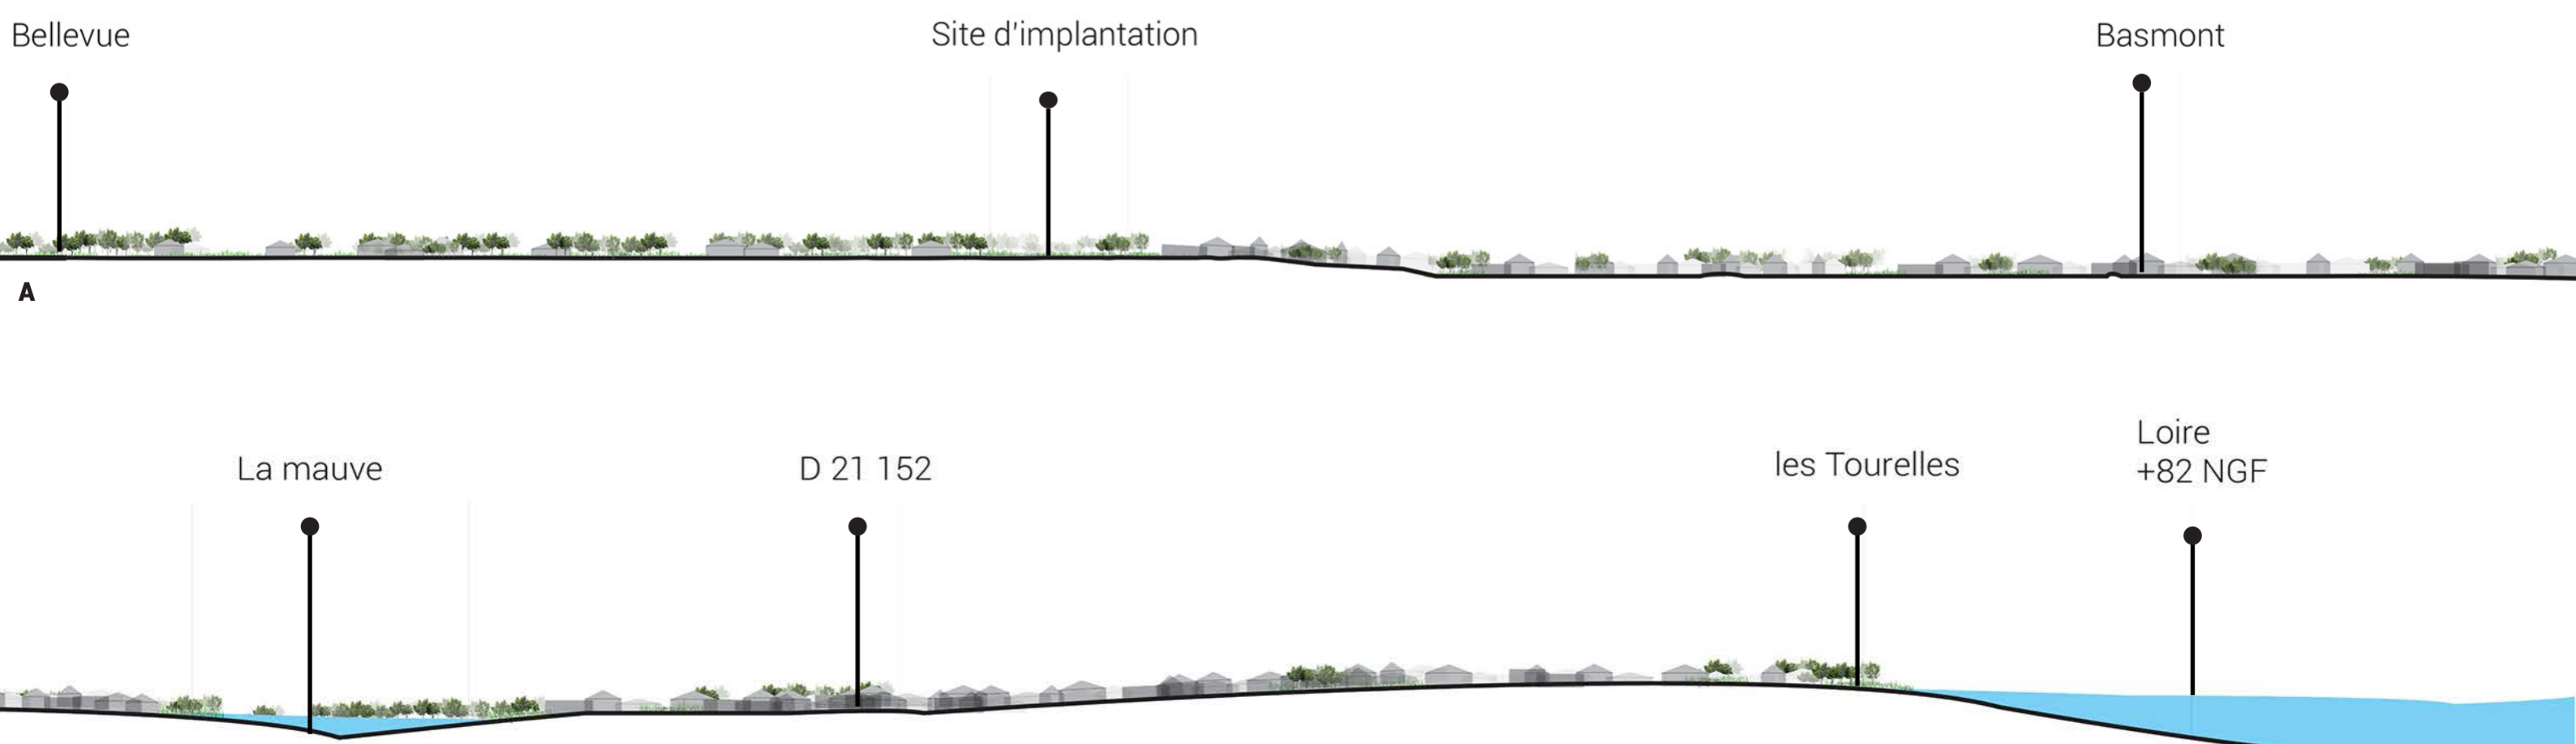 Bellevue
Site d'implantation
Basmont
A
La mauve
D 21 152
les Tourelles
Loire
+82 NGF